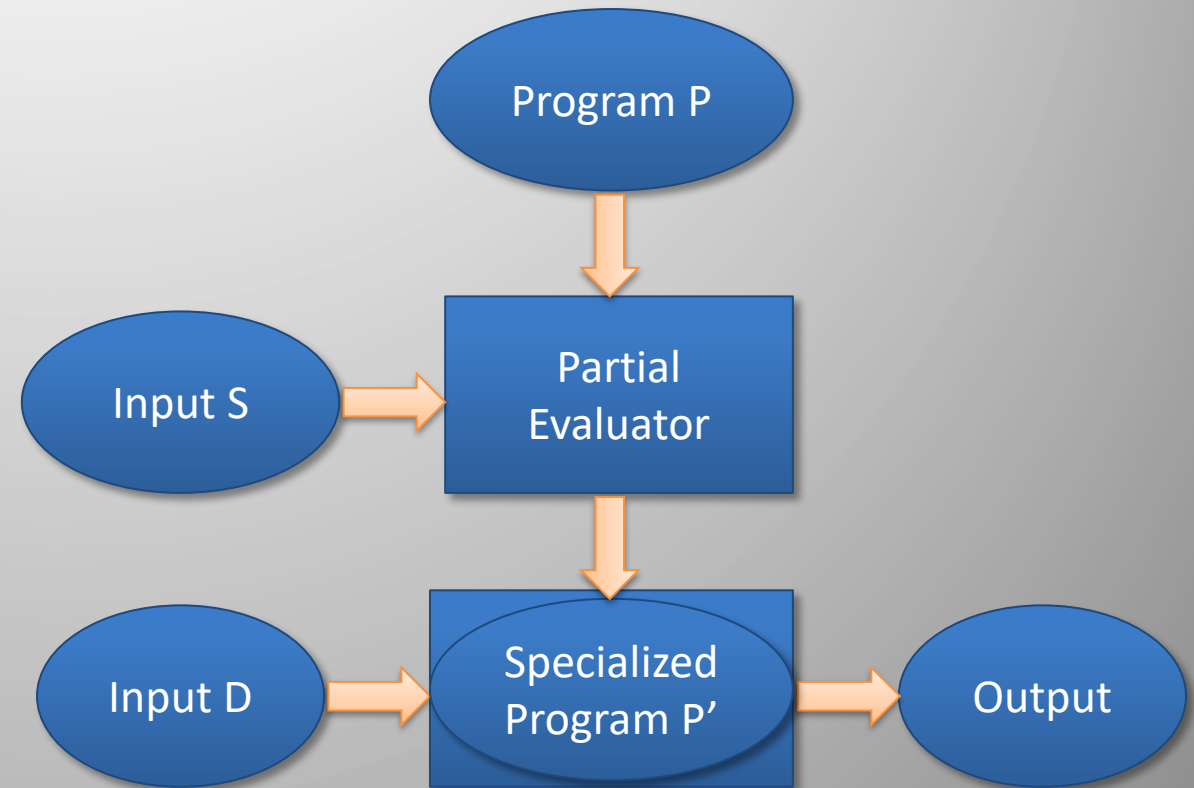 Program P
Input S
Partial
Evaluator
Input D
Specialized
Program P’
Output